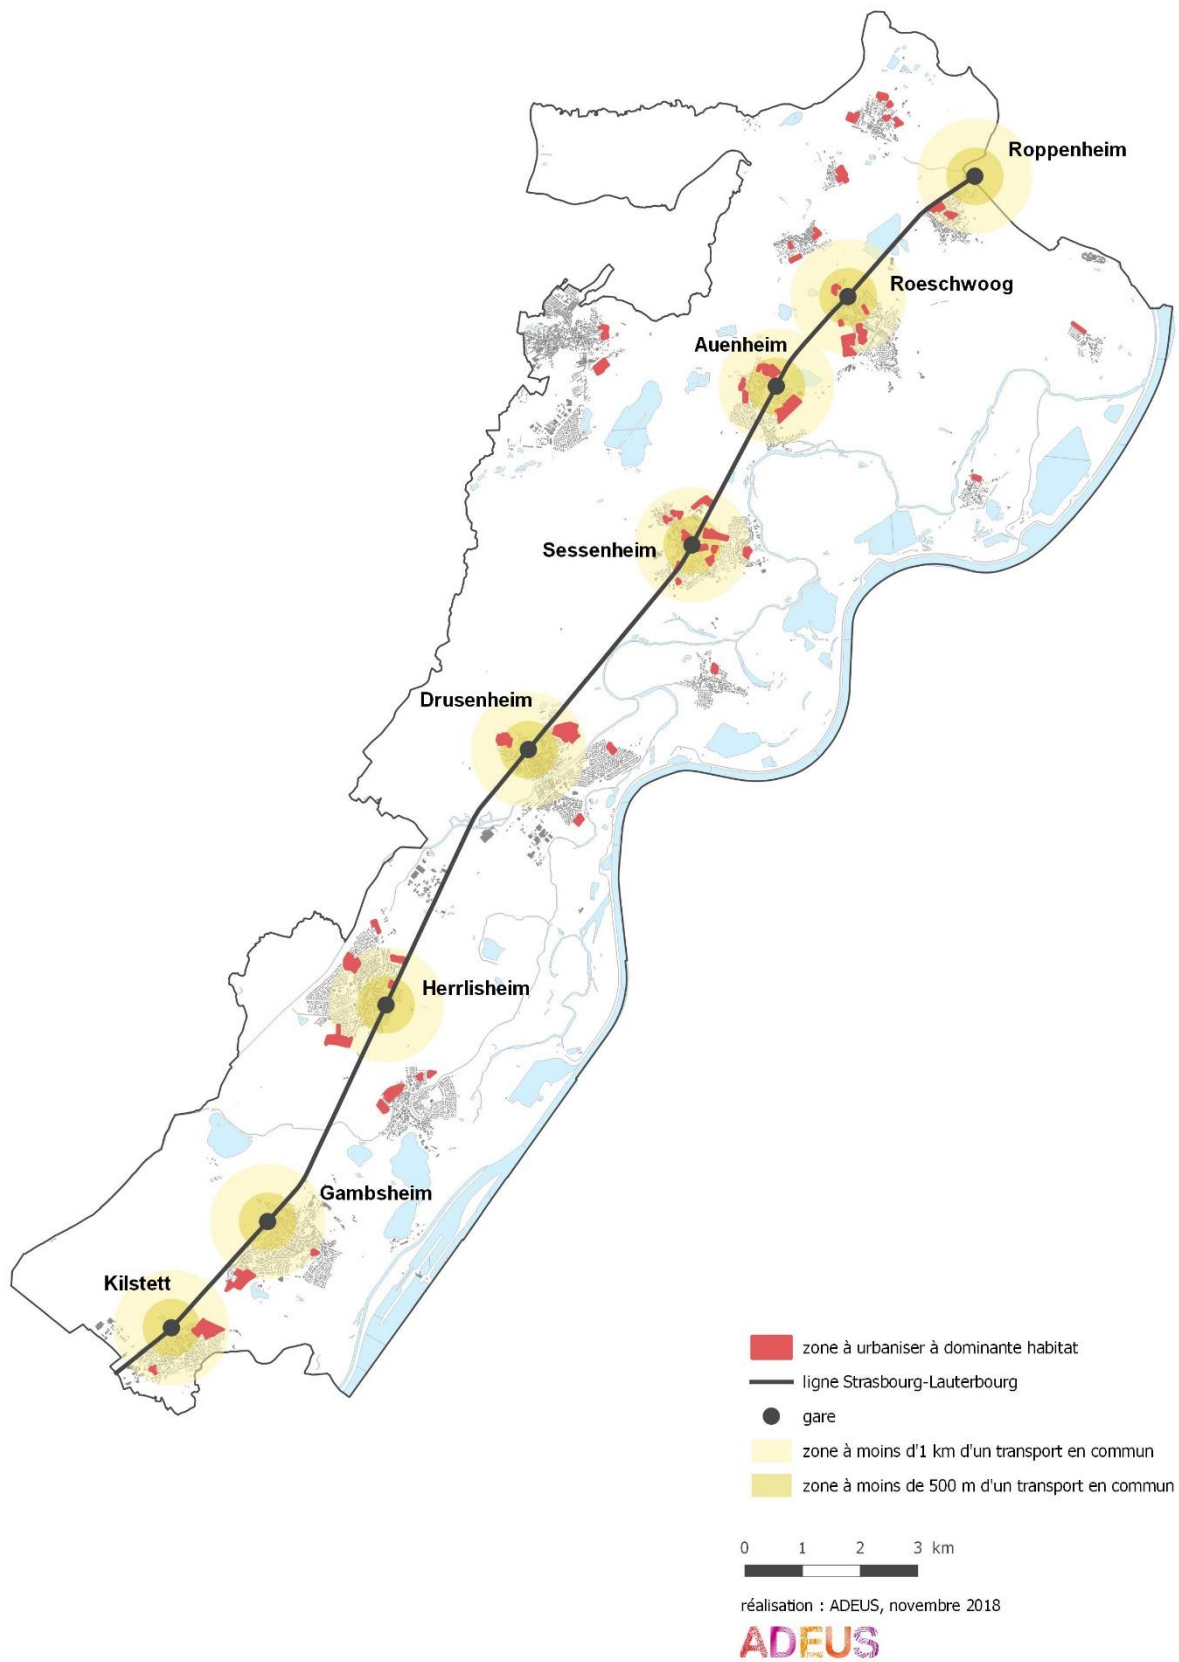 Roppenheim
Roeschwoog
Auenheim
Sessenheim
Drusenheim
Herrlisheim
Gambsheim
Kilstett
zone à urbaniser à dominante habitat
ligne Strasbourg-Lauterbourg
gare
zone à moins d'1 km d'un transport en commun
zone à moins de 500 m d'un transport en commun
0 1 2 3 km
réalisation : ADEUS, novembre 2018
ADEUS